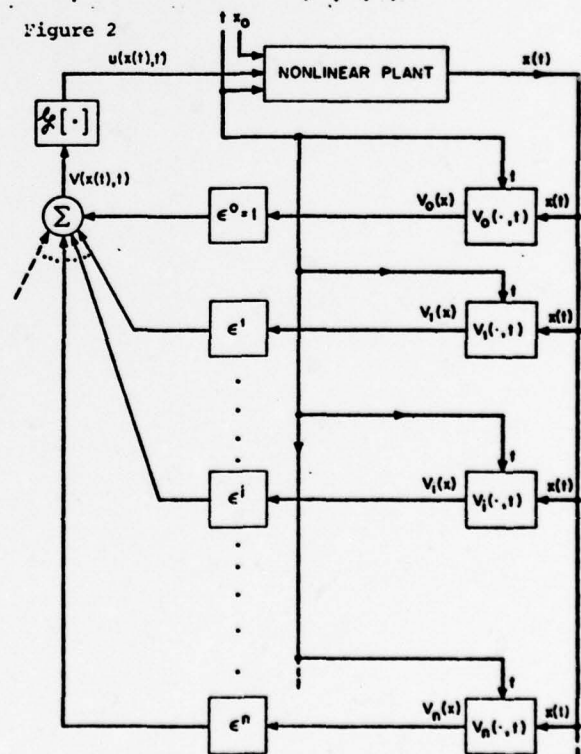 Figure 2
t x₀
u(x(t),t)
NONLINEAR PLANT
x(t)
[·]
V(x(t),t)
t
Σ
ε⁰=1
V₀(x)
V₀(·,t)
x(t)
t
ε¹
V₁(x)
V₁(·,t)
x(t)
t
εⁱ
Vᵢ(x)
Vᵢ(·,t)
x(t)
t
εⁿ
Vₙ(x)
Vₙ(·,t)
x(t)